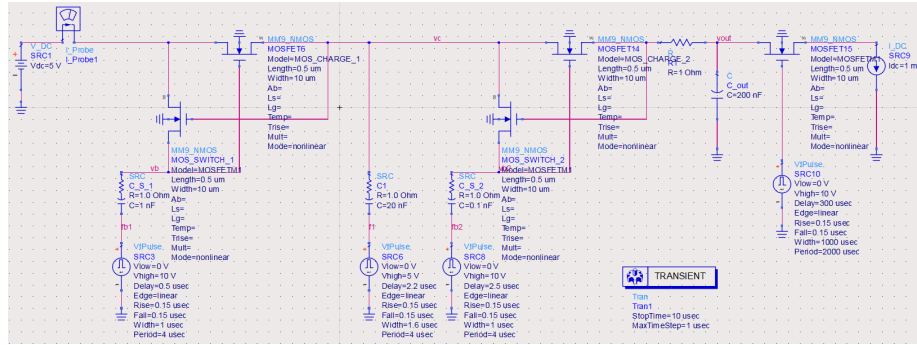 V_DC
SRC1
Vdc=5 V
I_Probe
I_Probe1
MM9_NMOS
MOSFET6
Model=MOS_CHARGE_1
Length=0.5 um
Width=10 um
Ab=
Ls=
Lg=
Temp=
Trise=
Mult=
Mode=nonlinear
vc
MM9_NMOS
MOSFET14
Model=MOS_CHARGE_2
Length=0.5 um
Width=10 um
Ab=
Ls=
Lg=
Temp=
Trise=
Mult=
Mode=nonlinear
R
R1
R=1 Ohm
vout
C
C_out
C=200 nF
MM9_NMOS
MOSFET15
Model=MOSFETM1
Length=0.5 um
Width=10 um
Ab=
Ls=
Lg=
Temp=
Trise=
Mult=
Mode=nonlinear
I_DC
SRC9
Idc=1 m
MM9_NMOS
MOS_SWITCH_1
Model=MOSFETM1
Length=0.5 um
Width=10 um
Ab=
Ls=
Lg=
Temp=
Trise=
Mult=
Mode=nonlinear
vb
SRC
C_S_1
R=1.0 Ohm
C=1 nF
fb1
VtPulse
SRC3
Vlow=0 V
Vhigh=10 V
Delay=0.5 usec
Edge=linear
Rise=0.15 usec
Fall=0.15 usec
Width=1 usec
Period=4 usec
SRC
C1
R=1.0 Ohm
C=20 nF
f1
VtPulse
SRC6
Vlow=0 V
Vhigh=5 V
Delay=2.2 usec
Edge=linear
Rise=0.15 usec
Fall=0.15 usec
Width=1.6 usec
Period=4 usec
MM9_NMOS
MOS_SWITCH_2
Model=MOSFETM1
Length=0.5 um
Width=10 um
Ab=
Ls=
Lg=
Temp=
Trise=
Mult=
Mode=nonlinear
SRC
C_S_2
R=1.0 Ohm
C=0.1 nF
fb2
VtPulse
SRC8
Vlow=0 V
Vhigh=10 V
Delay=2.5 usec
Edge=linear
Rise=0.15 usec
Fall=0.15 usec
Width=1 usec
Period=4 usec
VtPulse
SRC10
Vlow=0 V
Vhigh=10 V
Delay=300 usec
Edge=linear
Rise=0.15 usec
Fall=0.15 usec
Width=1000 usec
Period=2000 usec
TRANSIENT
Tran
Tran1
StopTime=10 usec
MaxTimeStep=1 usec